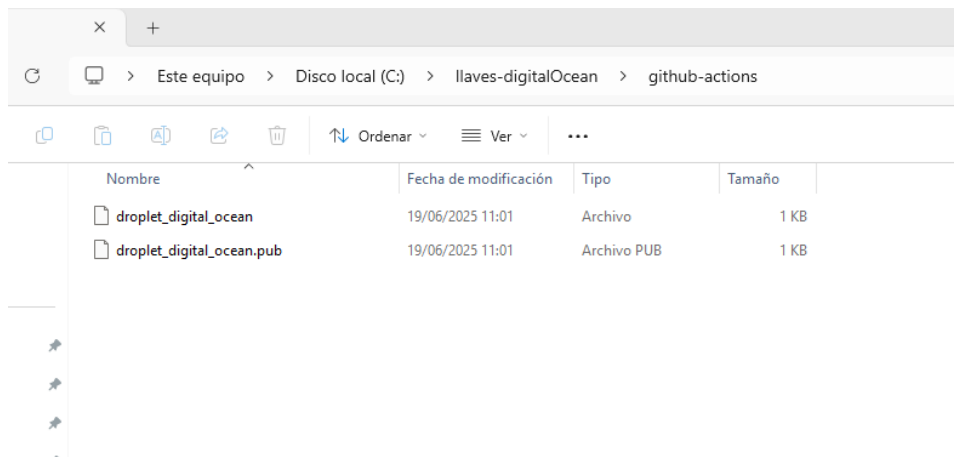 Este equipo > Disco local (C:) > llaves-digitalOcean > github-actions
Ordenar Ver ...
Nombre Fecha de modificación Tipo Tamaño
droplet_digital_ocean 19/06/2025 11:01 Archivo 1 KB
droplet_digital_ocean.pub 19/06/2025 11:01 Archivo PUB 1 KB